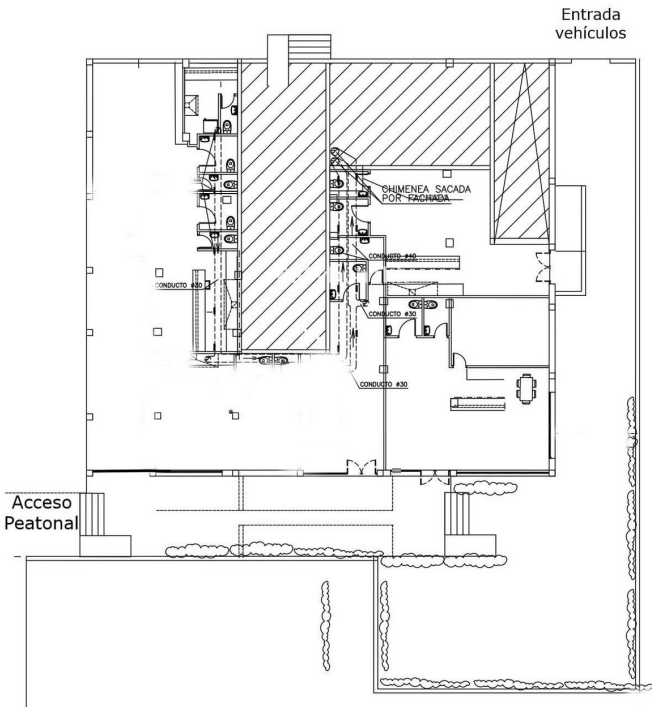 Entrada
vehículos
CHIMENEA SACADA
POR FACHADA
CONDUCTO ø40
CONDUCTO ø30
CONDUCTO ø30
CONDUCTO ø30
Acceso
Peatonal